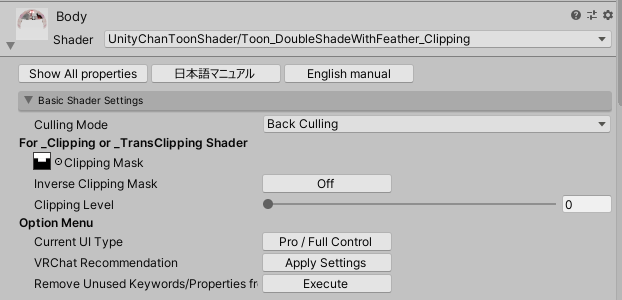 Body
Shader UnityChanToonShader/Toon_DoubleShadeWithFeather_Clipping
Show All properties 日本語マニュアル English manual
Basic Shader Settings
Culling Mode Back Culling
For _Clipping or _TransClipping Shader
Clipping Mask
Inverse Clipping Mask Off
Clipping Level 0
Option Menu
Current UI Type Pro / Full Control
VRChat Recommendation Apply Settings
Remove Unused Keywords/Properties fr Execute